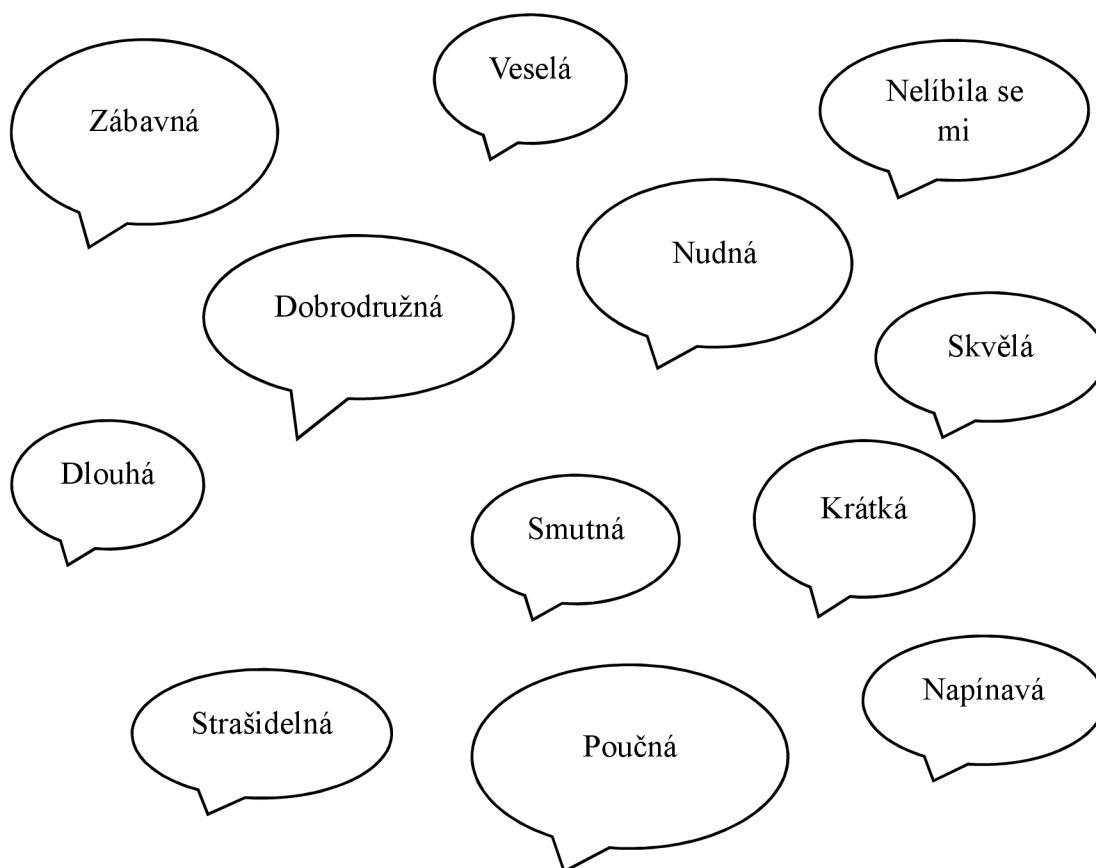 Veselá
Zábavná
Nelíbila se
mi
Nudná
Dobrodružná
Skvělá
Dlouhá
Smutná
Krátká
Strašidelná
Poučná
Napínavá